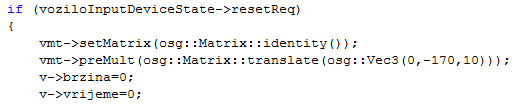 if (voziloInputDeviceState->resetReq)
{
    vmt->setMatrix(osg::Matrix::identity());
    vmt->preMult(osg::Matrix::translate(osg::Vec3(0,-170,10)));
    v->brzina=0;
    v->vrijeme=0;